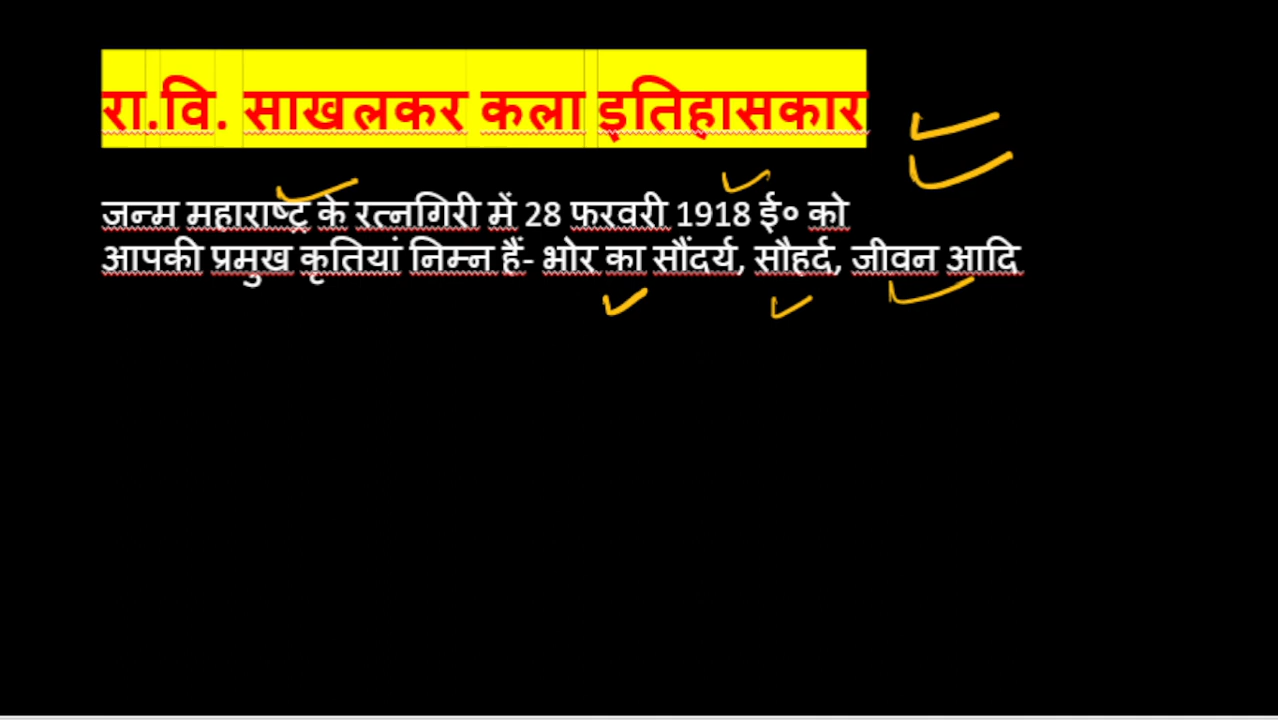 रा.वि. साखलकर कला इतिहासकार
जन्म महाराष्ट्र के रत्नगिरी में 28 फरवरी 1918 ई० को
आपकी प्रमुख कृतियां निम्न हैं- भोर का सौंदर्य, सौहर्द, जीवन आदि